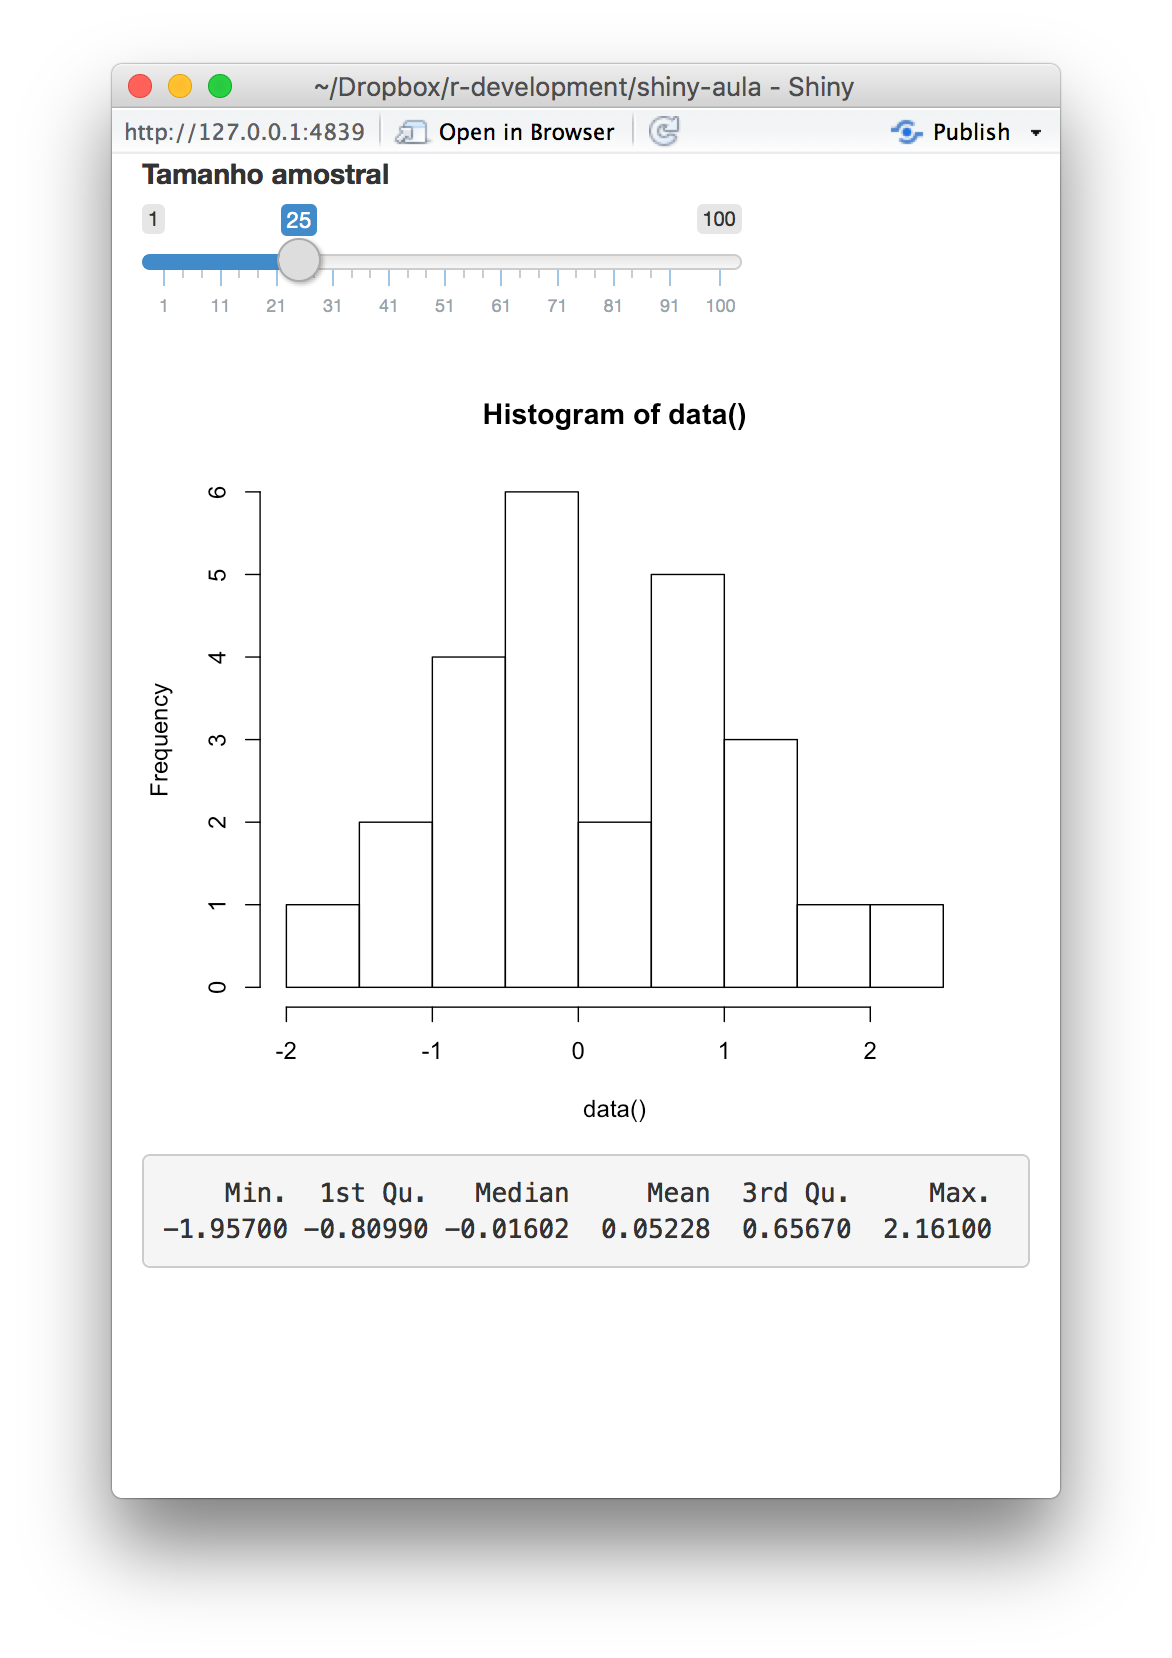 ~/Dropbox/r-development/shiny-aula - Shiny
http://127.0.0.1:4839 Open in Browser Publish
Tamanho amostral
1 25 100
1 11 21 31 41 51 61 71 81 91 100
Histogram of data()
6
5
4
3
2
1
0
Frequency
-2 -1 0 1 2
data()
Min. 1st Qu. Median Mean 3rd Qu. Max.
-1.95700 -0.80990 -0.01602 0.05228 0.65670 2.16100